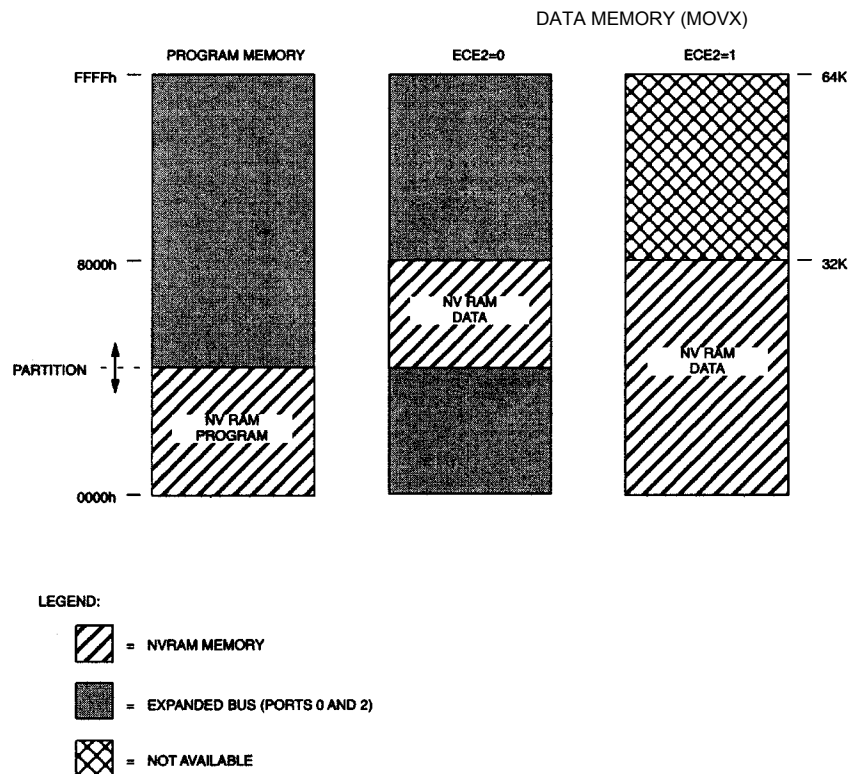 DATA MEMORY (MOVX)
PROGRAM MEMORY
ECE2=0
ECE2=1
FFFFh
64K
8000h
32K
NV RAM
DATA
NV RAM
DATA
PARTITION
NV RAM
PROGRAM
0000h
LEGEND:
= NVRAM MEMORY
= EXPANDED BUS (PORTS 0 AND 2)
= NOT AVAILABLE